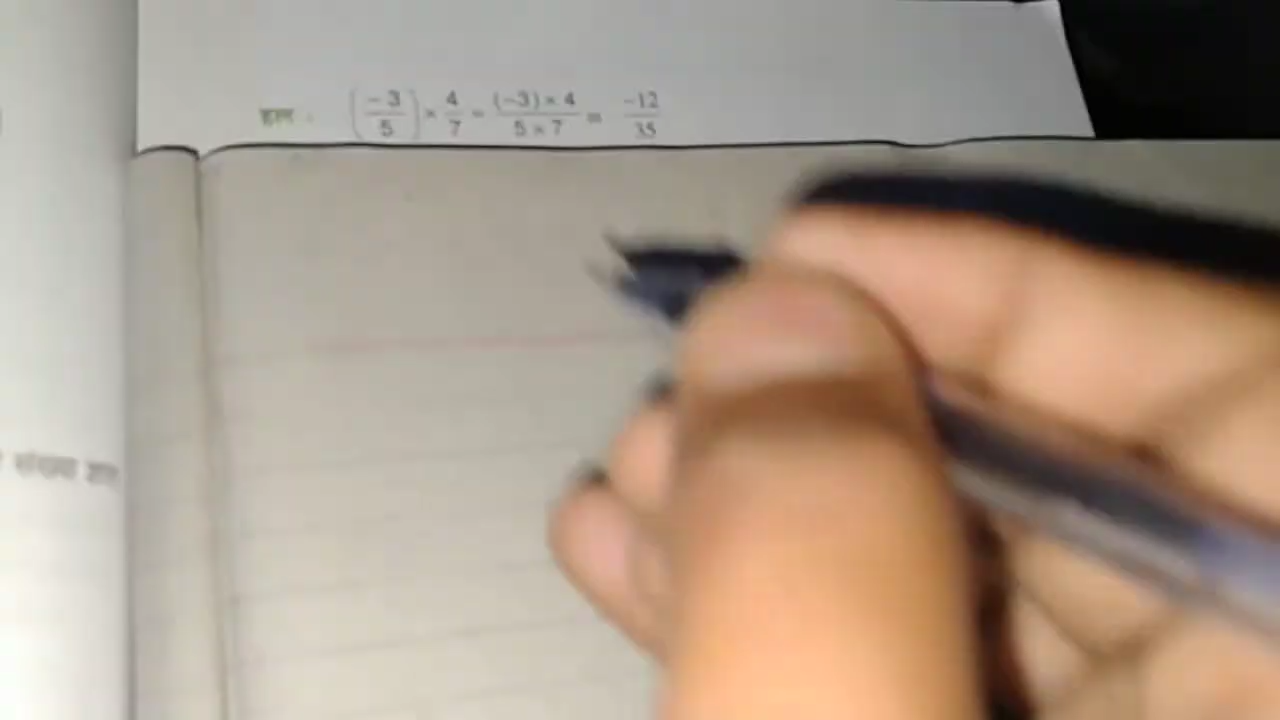 हल : (-3/5) × 4/7 = (-3) × 4 / 5 × 7 = -12/35
संख्या